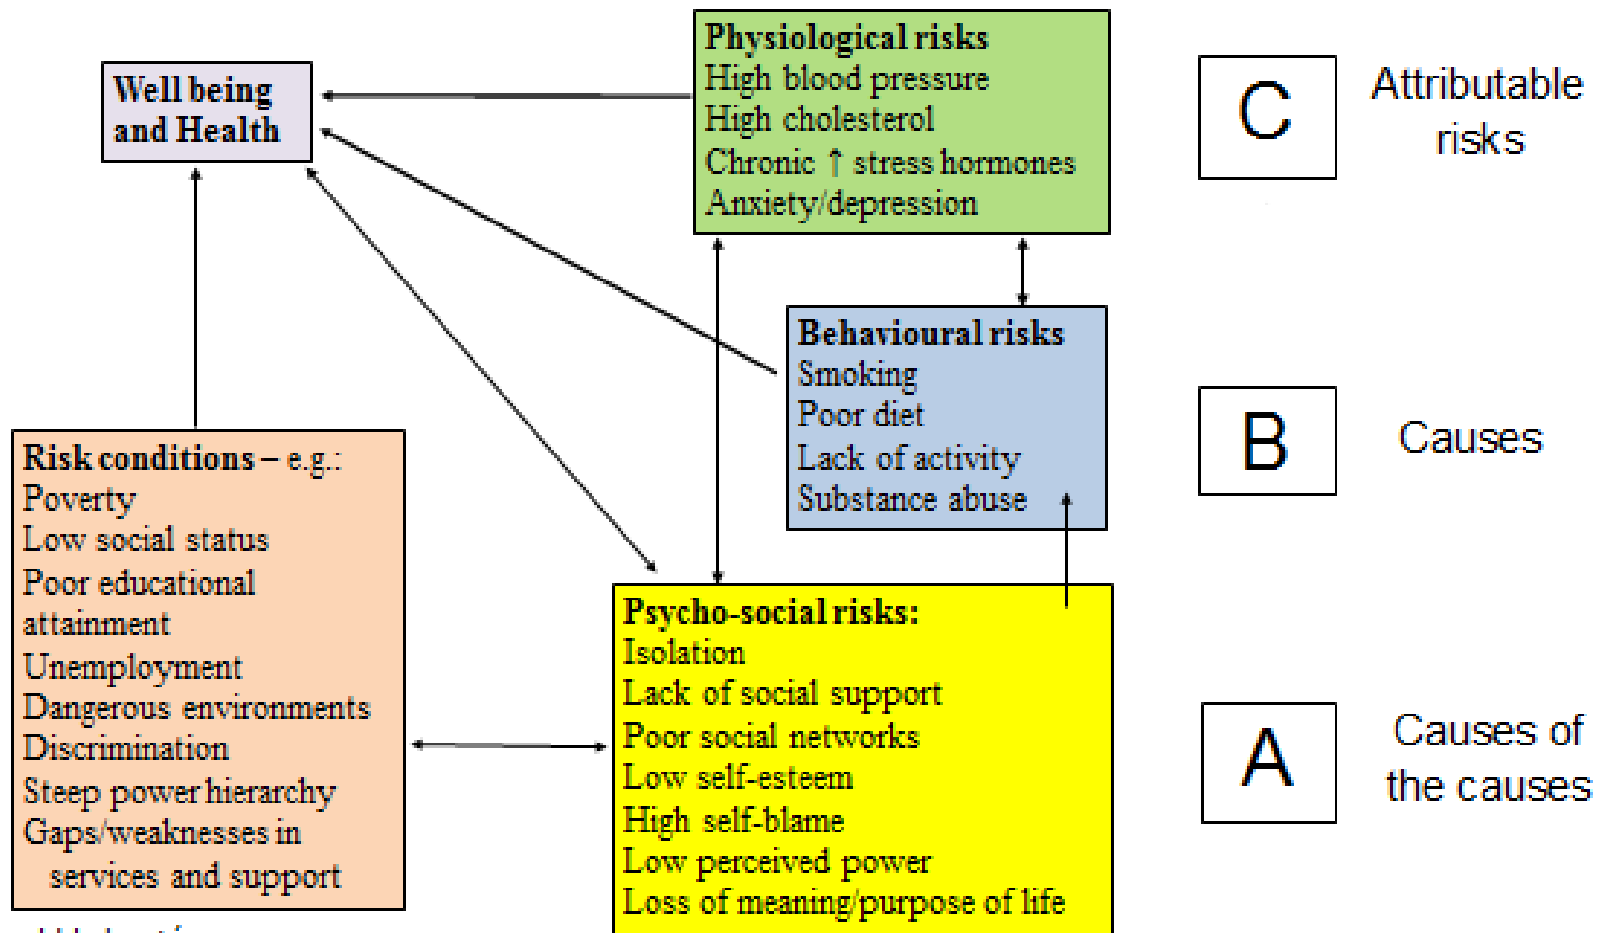 Well being
and Health
Physiological risks
High blood pressure
High cholesterol
Chronic ↑ stress hormones
Anxiety/depression
C
Attributable
risks
Behavioural risks
Smoking
Poor diet
Lack of activity
Substance abuse
B
Causes
Risk conditions – e.g.:
Poverty
Low social status
Poor educational
attainment
Unemployment
Dangerous environments
Discrimination
Steep power hierarchy
Gaps/weaknesses in
services and support
Psycho-social risks:
Isolation
Lack of social support
Poor social networks
Low self-esteem
High self-blame
Low perceived power
Loss of meaning/purpose of life
A
Causes of
the causes